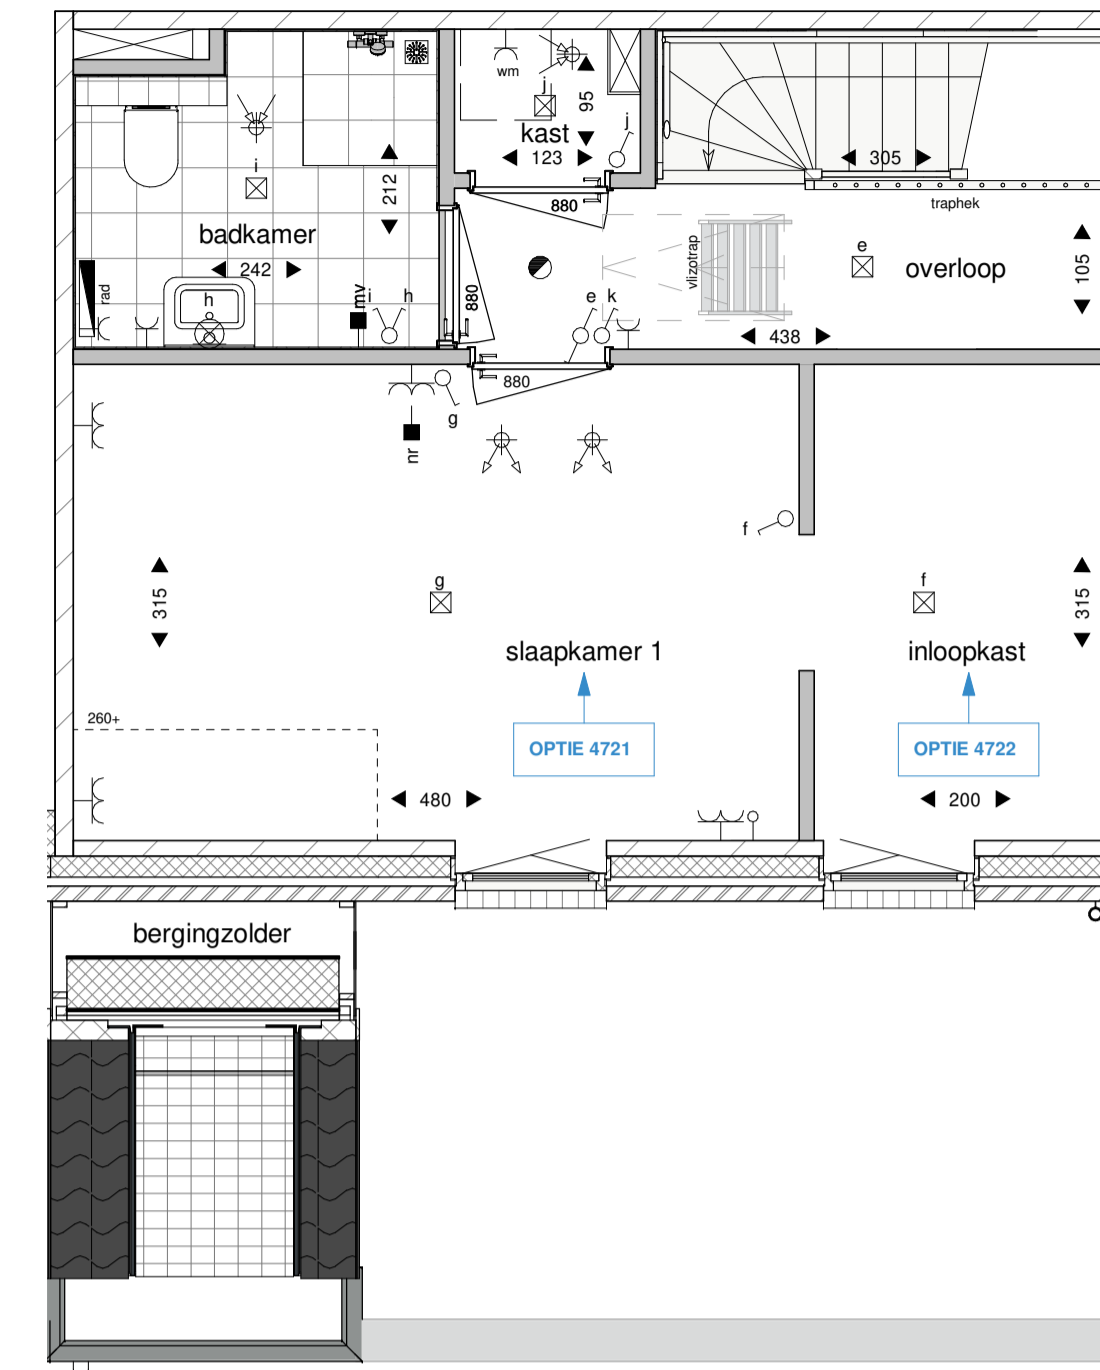 wm
j
95
kast
123
j
305
i
212
880
traphek
badkamer
242
rad
h
mv
i
h
880
e
k
vlizotrap
e
overloop
105
438
880
g
nr
f
315
g
f
315
slaapkamer 1
inloopkast
260+
OPTIE 4721
OPTIE 4722
480
200
bergingzolder